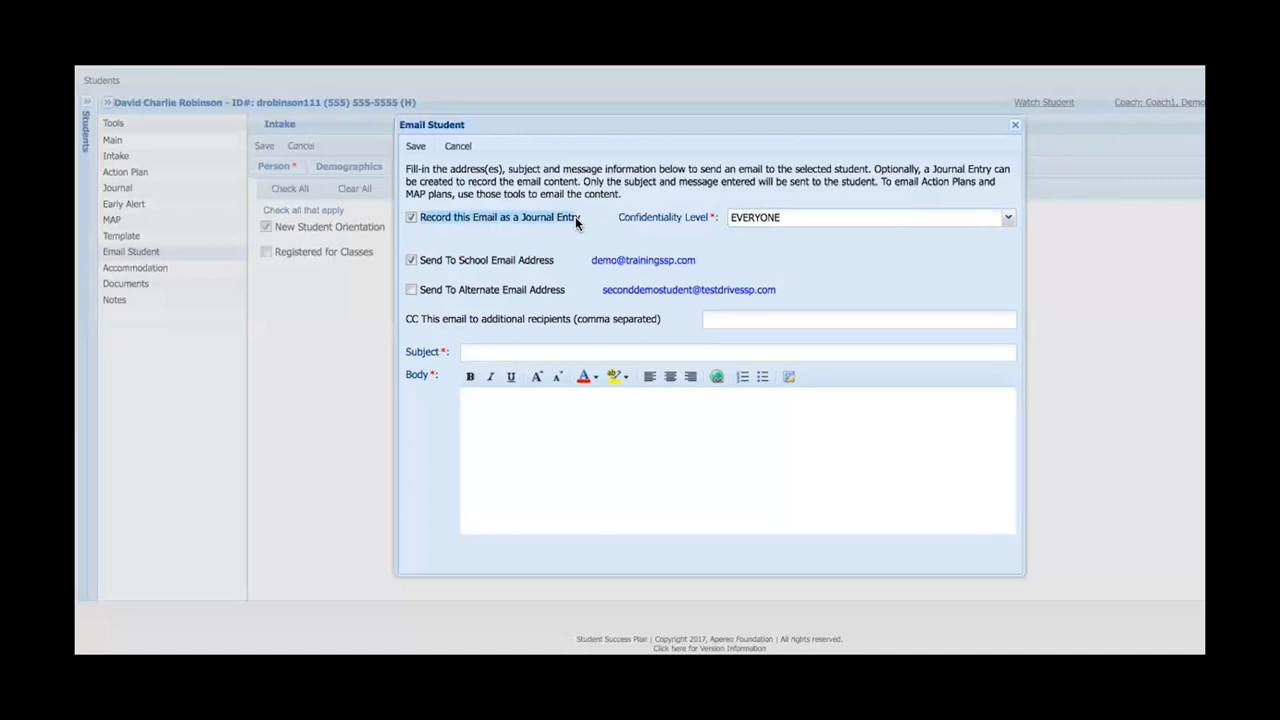 Students
David Charlie Robinson - ID#: drobinson111 (555) 555-5555 (H)
Watch Student
Coach: Coach1, Demo
Students
Tools
Main
Intake
Action Plan
Journal
Early Alert
MAP
Template
Email Student
Accommodation
Documents
Notes
Intake
Save Cancel
Person * Demographics
Check All Clear All
Check all that apply
New Student Orientation
Registered for Classes
Email Student
Save Cancel
Fill-in the address(es), subject and message information below to send an email to the selected student. Optionally, a Journal Entry can
be created to record the email content. Only the subject and message entered will be sent to the student. To email Action Plans and
MAP plans, use those tools to email the content.
Record this Email as a Journal Entry Confidentiality Level *: EVERYONE
Send To School Email Address demo@trainingssp.com
Send To Alternate Email Address seconddemostudent@testdrivessp.com
CC This email to additional recipients (comma separated)
Subject *:
Body *:
B I U A A A ab
Student Success Plan | Copyright 2017, Apereo Foundation | All rights reserved.
Click here for Version Information